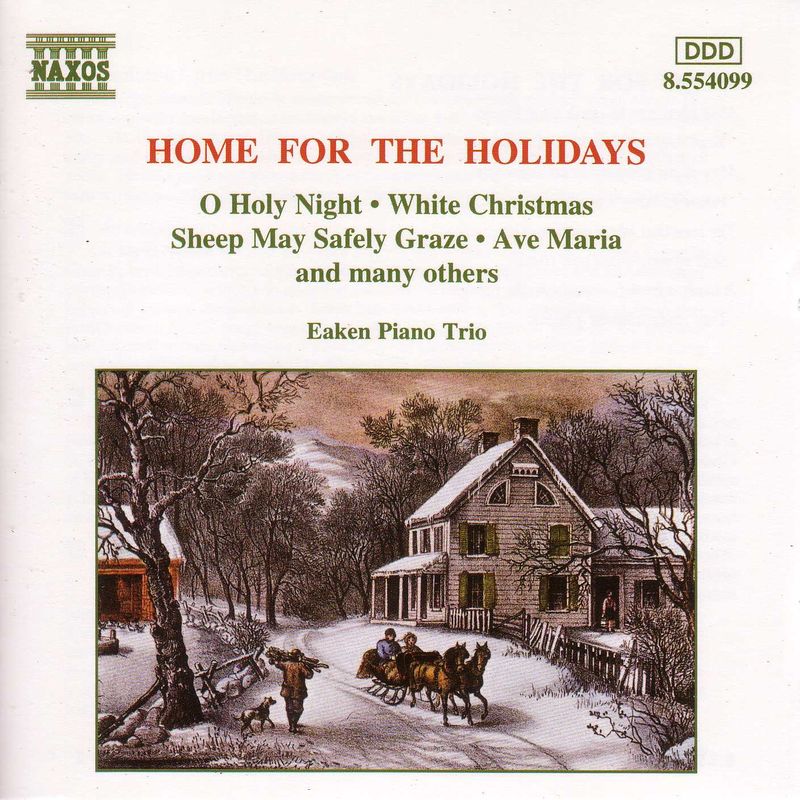 NAXOS
DDD
8.554099
HOME FOR THE HOLIDAYS
O Holy Night • White Christmas
Sheep May Safely Graze • Ave Maria
and many others
Eaken Piano Trio